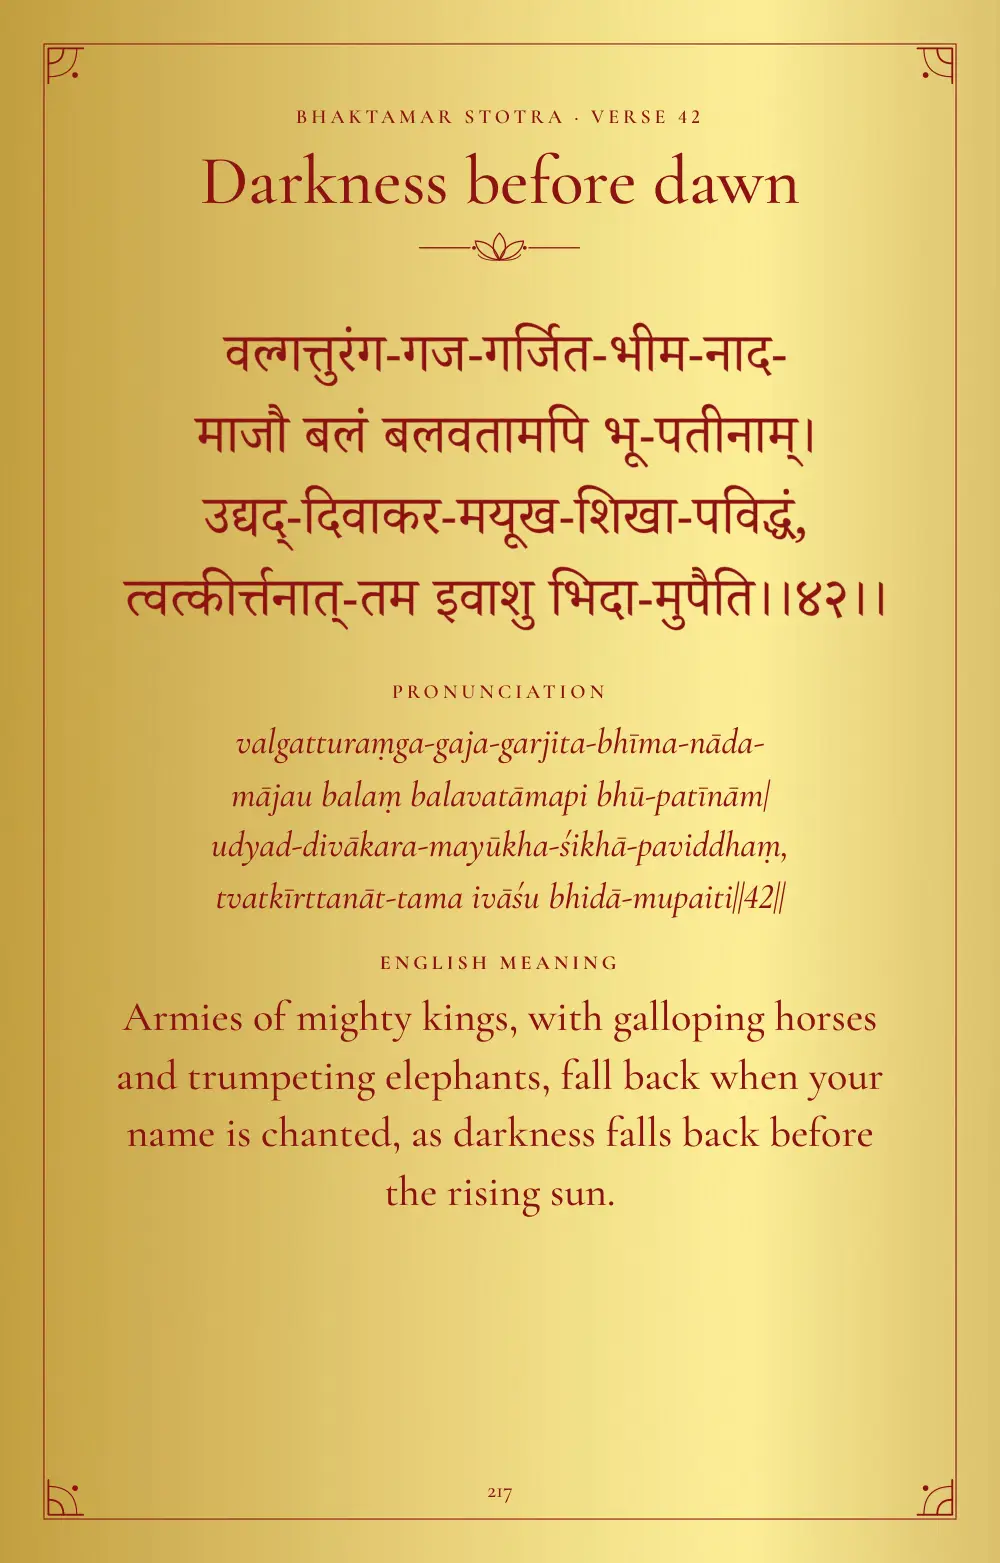 BHAKTAMAR STOTRA · VERSE 42
Darkness before dawn
वल्गत्तुरंग-गज-गर्जित-भीम-नाद-
माजौ बलं बलवतामपि भू-पतीनाम्।
उद्यद्-दिवाकर-मयूख-शिखा-पविद्धं,
त्वत्कीर्त्तनात्-तम इवाशु भिदा-मुपैति।।४२।।
PRONUNCIATION
valgatturaṃga-gaja-garjita-bhīma-nāda-
mājau balaṃ balavatāmapi bhū-patīnām|
udyad-divākara-mayūkha-śikhā-paviddhaṃ,
tvatkīrttanāt-tama ivāśu bhidā-mupaiti||42||
ENGLISH MEANING
Armies of mighty kings, with galloping horses
and trumpeting elephants, fall back when your
name is chanted, as darkness falls back before
the rising sun.
217